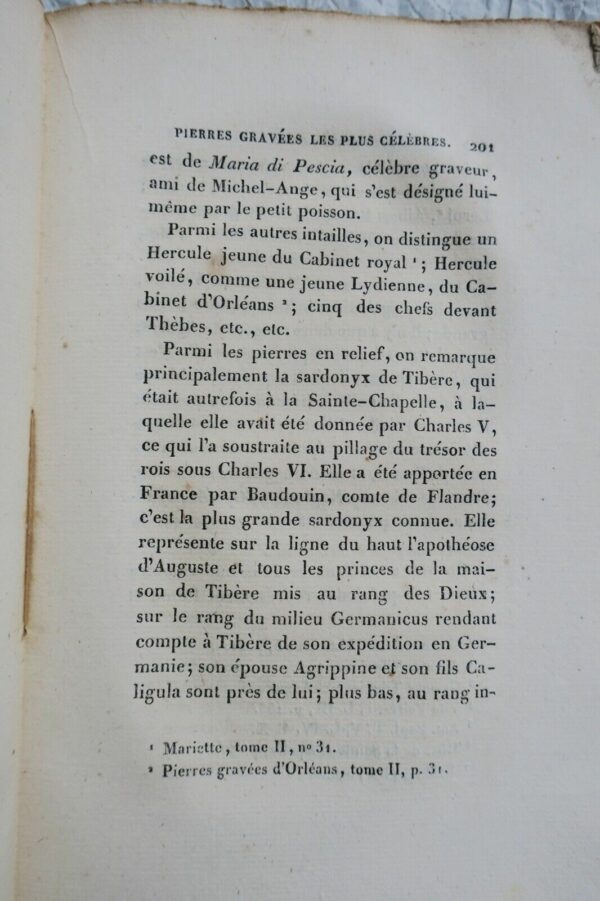 PIERRES GRAVÉES LES PLUS CÉLÈBRES. 201
est de Maria di Pescia, célèbre graveur,
ami de Michel-Ange, qui s'est désigné lui-
même par le petit poisson.
Parmi les autres intailles, on distingue un
Hercule jeune du Cabinet royal ¹; Hercule
voilé, comme une jeune Lydienne, du Ca-
binet d'Orléans ²; cinq des chefs devant
Thèbes, etc., etc.
Parmi les pierres en relief, on remarque
principalement la sardonyx de Tibère, qui
était autrefois à la Sainte-Chapelle, à la-
quelle elle avait été donnée par Charles V,
ce qui l'a soustraite au pillage du trésor des
rois sous Charles VI. Elle a été apportée en
France par Baudouin, comte de Flandre;
c'est la plus grande sardonyx connue. Elle
représente sur la ligne du haut l'apothéose
d'Auguste et tous les princes de la mai-
son de Tibère mis au rang des Dieux;
sur le rang du milieu Germanicus rendant
compte à Tibère de son expédition en Ger-
manie; son épouse Agrippine et son fils Ca-
ligula sont près de lui; plus bas, au rang in-
¹ Mariette, tome II, nº 31.
² Pierres gravées d'Orléans, tome II, p. 31.